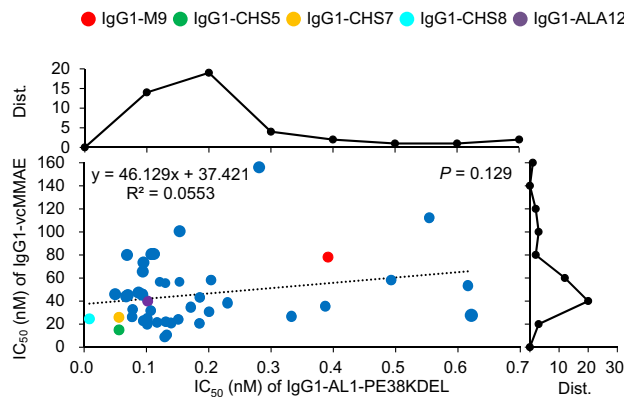 IgG1-M9 IgG1-CHS5 IgG1-CHS7 IgG1-CHS8 IgG1-ALA12
Dist.
20
15
10
5
0
IC50 (nM) of IgG1-vcMMAE
160
140
120
100
80
60
40
20
0
y = 46.129x + 37.421
R² = 0.0553
P = 0.129
0.0 0.1 0.2 0.3 0.4 0.5 0.6 0.7
IC50 (nM) of IgG1-AL1-PE38KDEL
0 10 20 30
Dist.